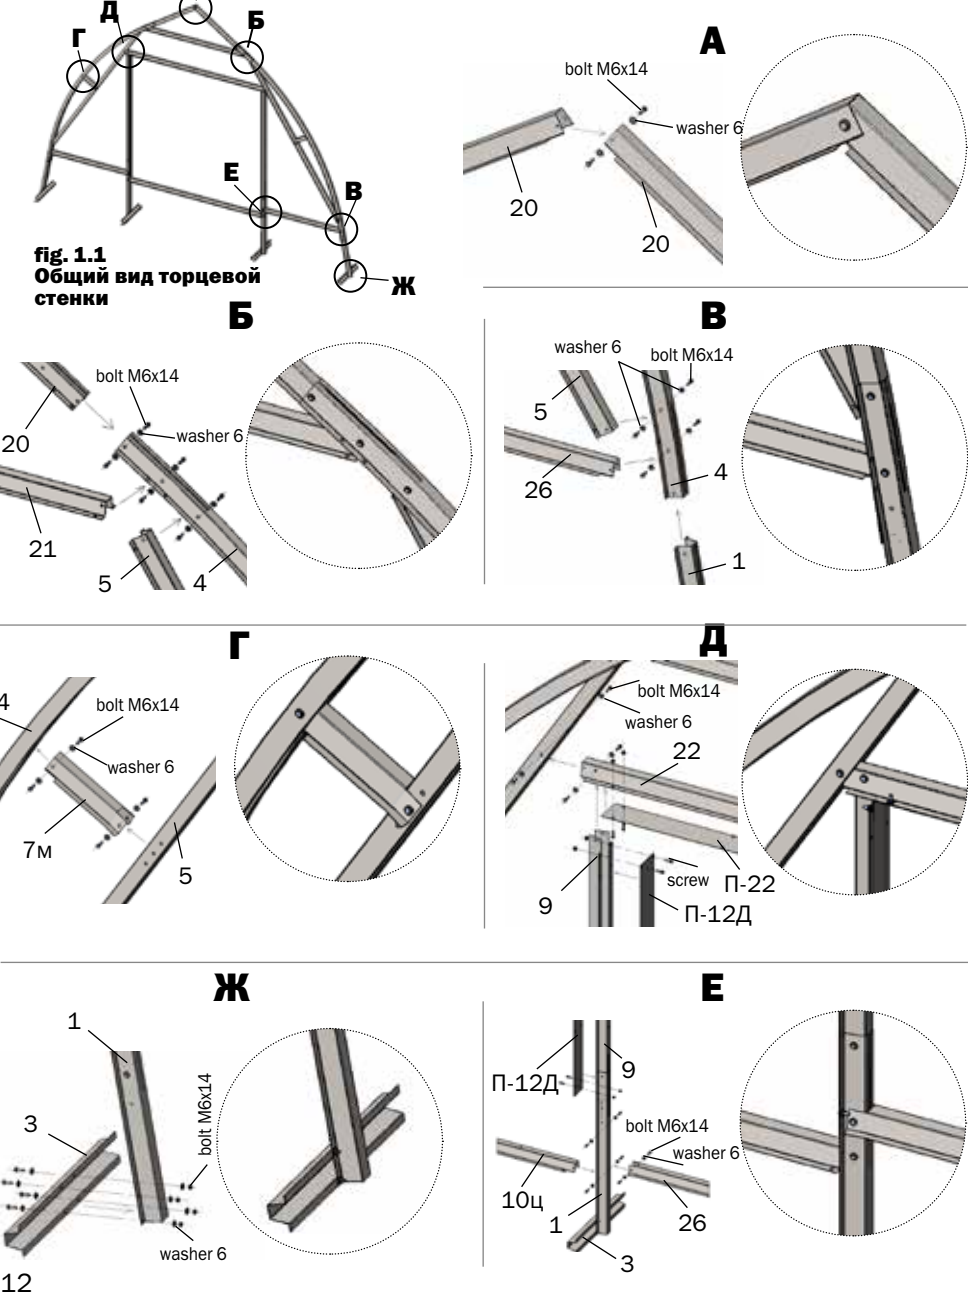 Д
Б
Г
Е
В
Ж
fig. 1.1
Общий вид торцевой
стенки
А
bolt M6x14
washer 6
20
20
Б
bolt M6x14
20
washer 6
21
5
4
В
washer 6
bolt M6x14
5
26
4
1
Г
4
bolt M6x14
washer 6
7м
5
Д
bolt M6x14
washer 6
22
screw
П-22
9
П-12Д
Ж
1
bolt M6x14
3
washer 6
Е
9
П-12Д
bolt M6x14
washer 6
10ц
1
26
3
12